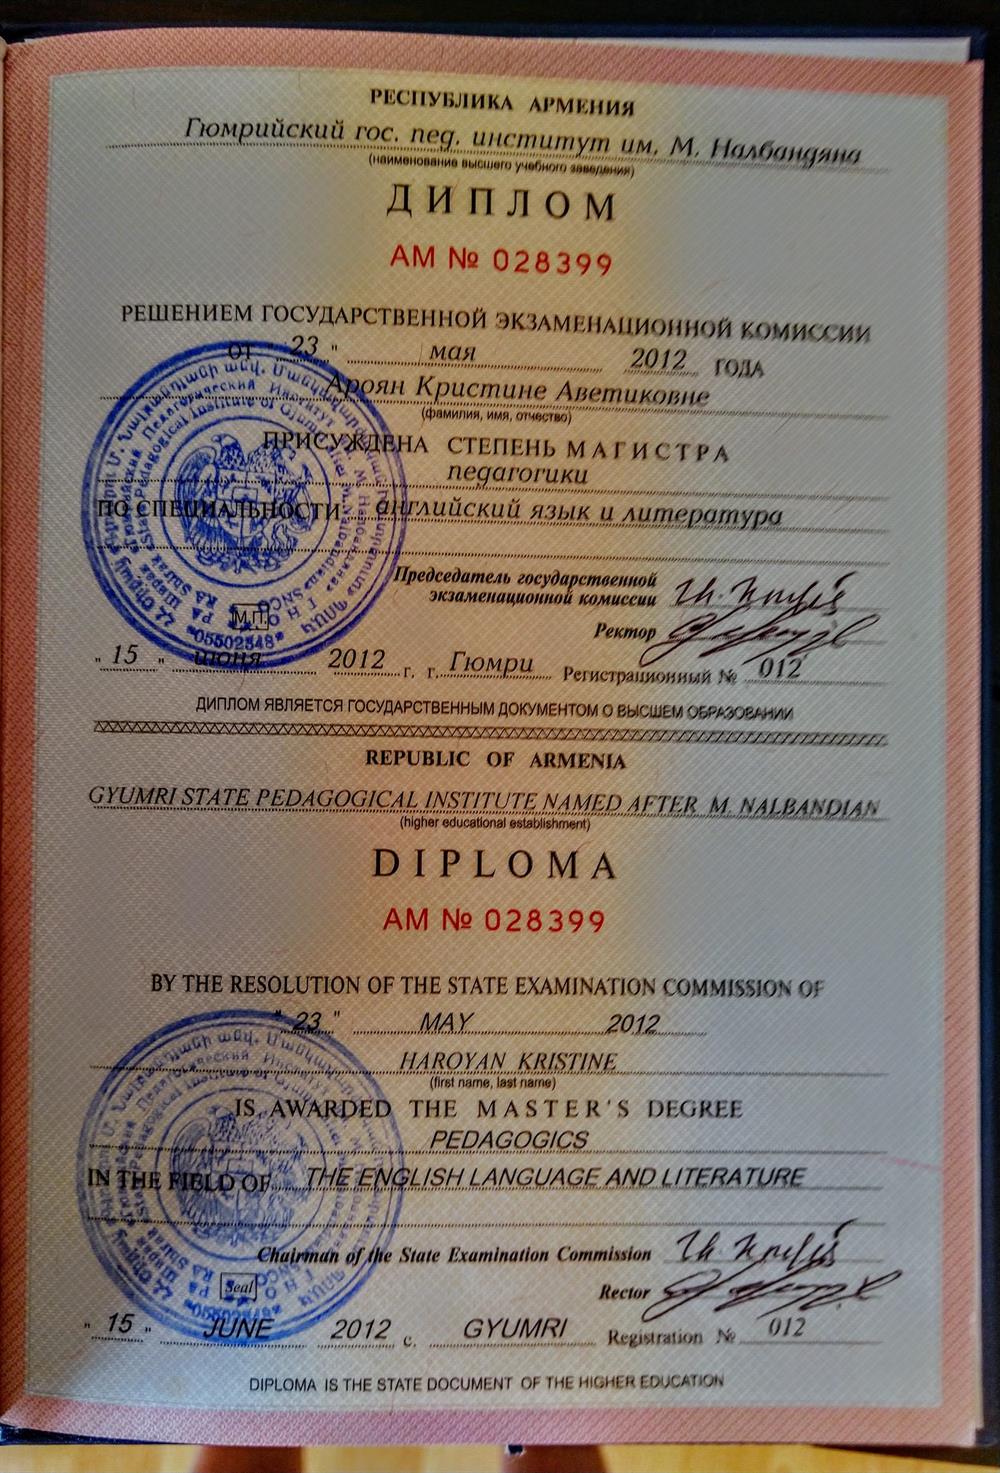 РЕСПУБЛИКА АРМЕНИЯ
Гюмрийский гос. пед. институт им. М. Налбандяна
(наименование высшего учебного заведения)
ДИПЛОМ
АМ № 028399
РЕШЕНИЕМ ГОСУДАРСТВЕННОЙ ЭКЗАМЕНАЦИОННОЙ КОМИССИИ
ОТ " 23 " мая 2012 ГОДА
Ароян Кристине Аветиковне
(фамилия, имя, отчество)
ПРИСУЖДЕНА СТЕПЕНЬ МАГИСТРА
педагогики
ПО СПЕЦИАЛЬНОСТИ английский язык и литература
Председатель государственной
экзаменационной комиссии
Ректор
М.П.
*05502548*
" 15 " июня 2012 г. г. Гюмри Регистрационный № 012
ДИПЛОМ ЯВЛЯЕТСЯ ГОСУДАРСТВЕННЫМ ДОКУМЕНТОМ О ВЫСШЕМ ОБРАЗОВАНИИ
REPUBLIC OF ARMENIA
GYUMRI STATE PEDAGOGICAL INSTITUTE NAMED AFTER M. NALBANDIAN
(higher educational establishment)
DIPLOMA
AM № 028399
BY THE RESOLUTION OF THE STATE EXAMINATION COMMISSION OF
" 23 " MAY 2012
HAROYAN KRISTINE
(first name, last name)
IS AWARDED THE MASTER'S DEGREE
PEDAGOGICS
IN THE FIELD OF THE ENGLISH LANGUAGE AND LITERATURE
Chairman of the State Examination Commission
Rector
Seal
" 15 " JUNE 2012 c. GYUMRI Registration № 012
DIPLOMA IS THE STATE DOCUMENT OF THE HIGHER EDUCATION